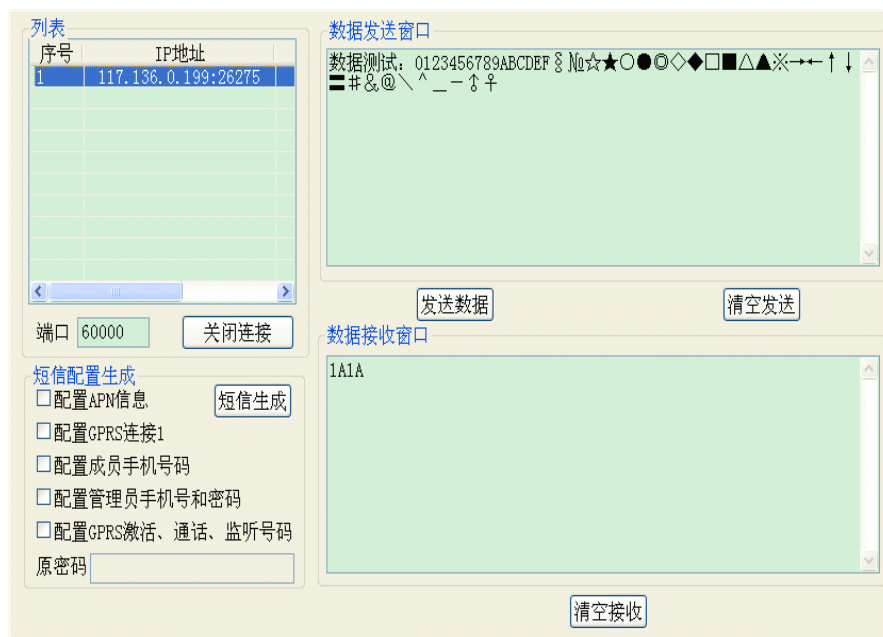 列表
序号 IP地址
1 117.136.0.199:26275
端口 60000 关闭连接
短信配置生成
配置APN信息 短信生成
配置GPRS连接1
配置成员手机号码
配置管理员手机号和密码
配置GPRS激活、通话、监听号码
原密码
数据发送窗口
数据测试：0123456789ABCDEF§№☆★○●◎◇◆□■△▲※→←↑↓
〓#&@＼^＿－♂♀
发送数据 清空发送
数据接收窗口
1A1A
清空接收